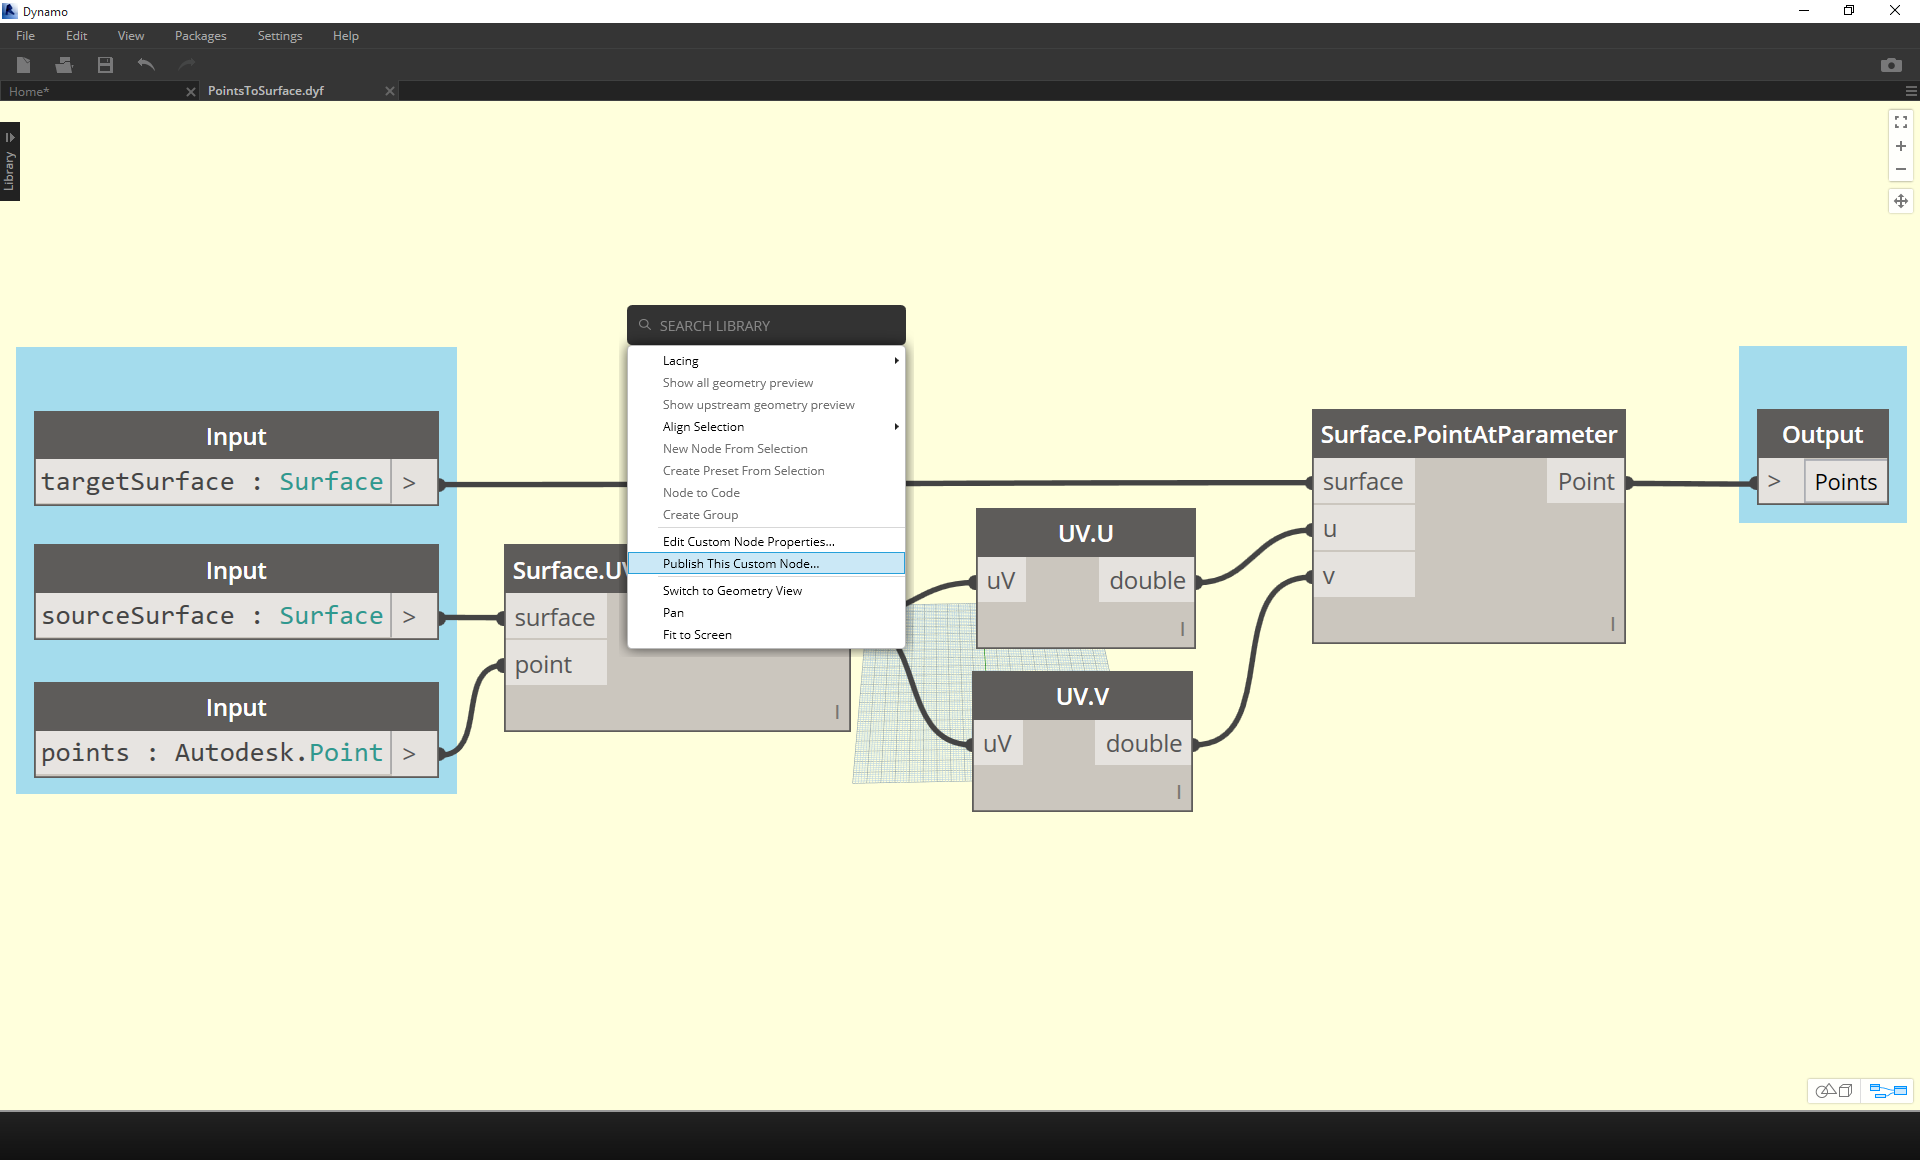 Dynamo
File Edit View Packages Settings Help
Home* PointsToSurface.dyf
Library
SEARCH LIBRARY
Lacing
Show all geometry preview
Show upstream geometry preview
Align Selection
New Node From Selection
Create Preset From Selection
Node to Code
Create Group
Edit Custom Node Properties...
Publish This Custom Node...
Switch to Geometry View
Pan
Fit to Screen
Input
targetSurface : Surface >
Input
sourceSurface : Surface >
Input
points : Autodesk.Point >
Surface.U
surface
point
l
UV.U
uV double
l
UV.V
uV double
l
Surface.PointAtParameter
surface Point
u
v
l
Output
> Points